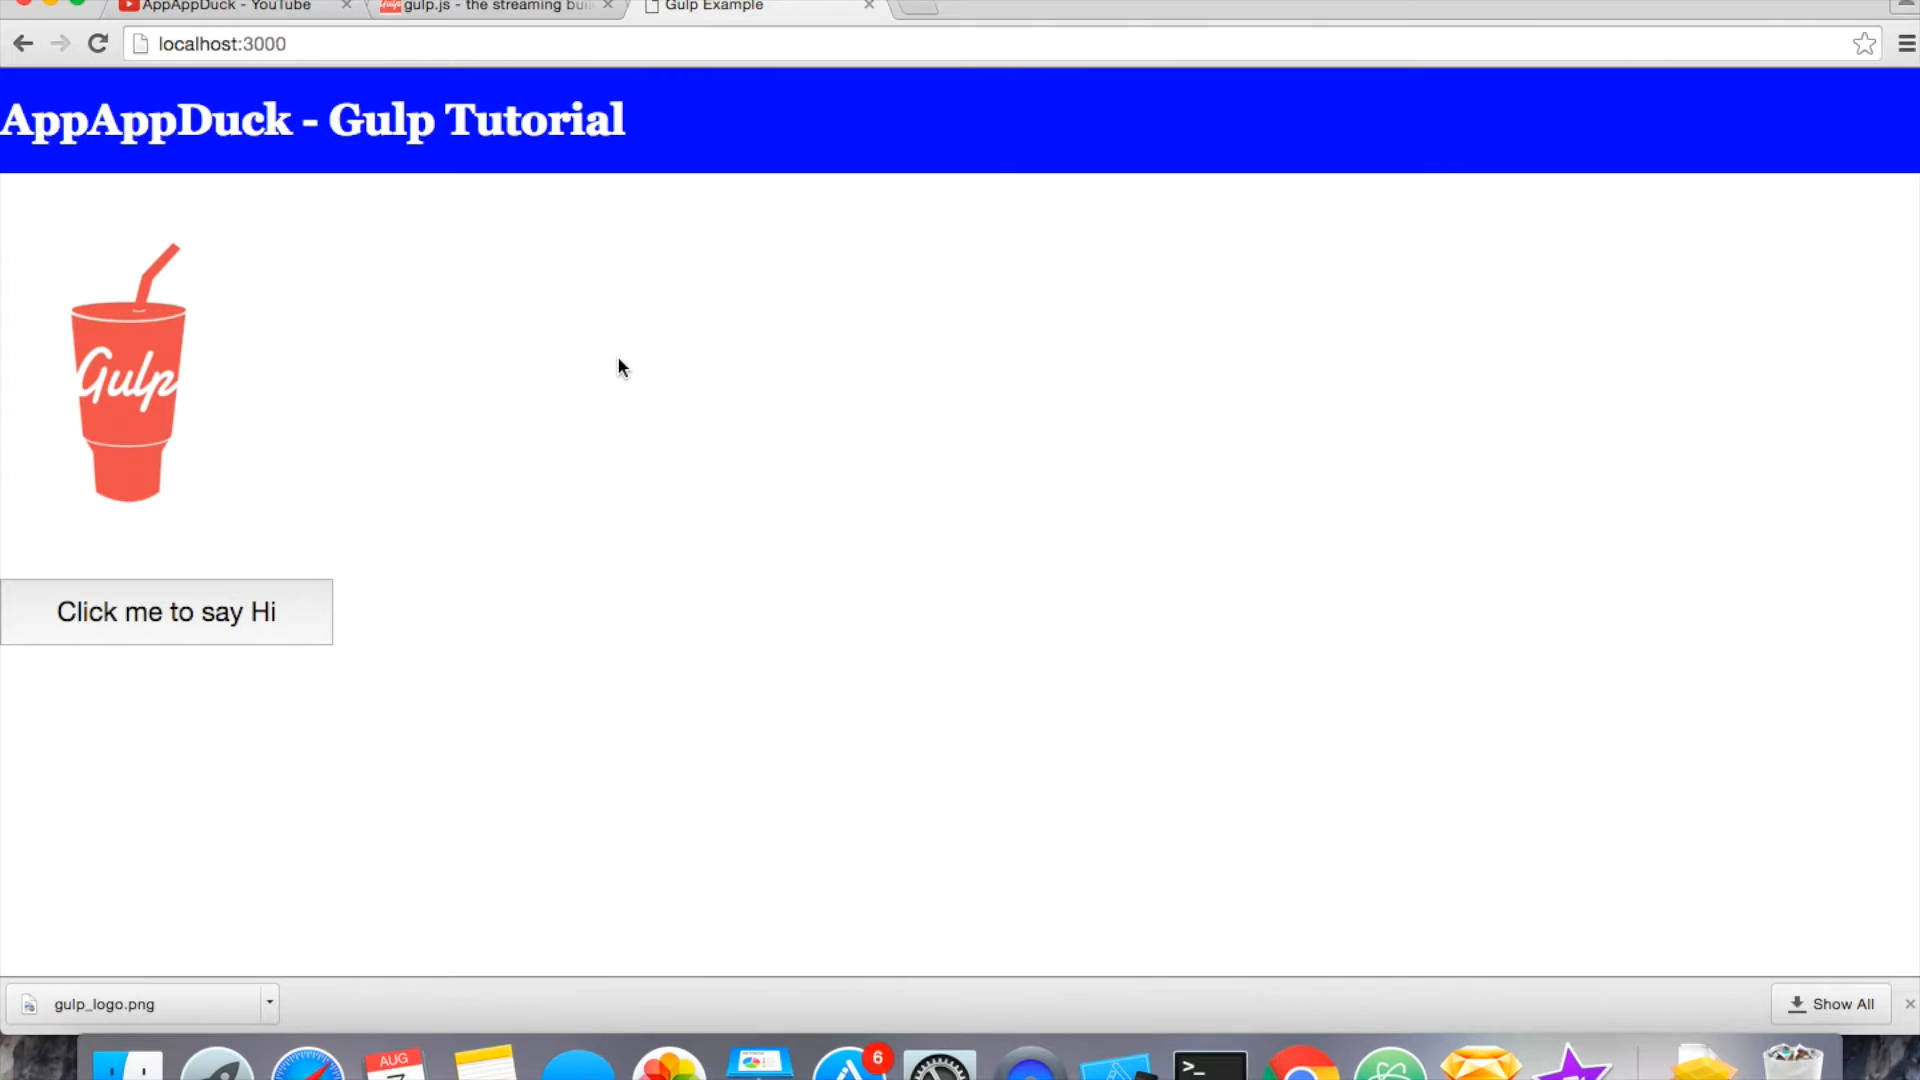 AppAppDuck - YouTube
gulp.js - the streaming buil
Gulp Example
localhost:3000
AppAppDuck - Gulp Tutorial
Gulp
Click me to say Hi
gulp_logo.png
Show All
6
AUG
>_